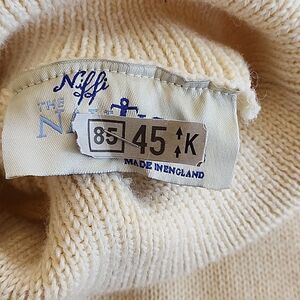 Niffi
THE
85 45 K
MADE IN ENGLAND